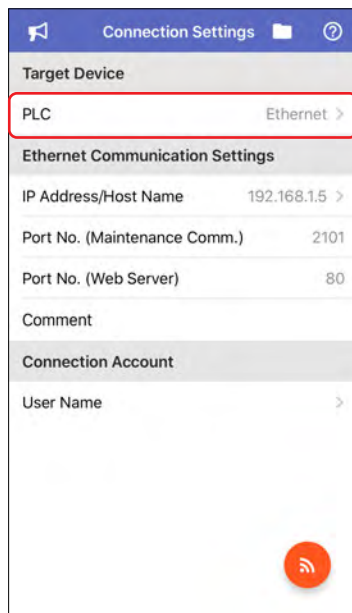 Connection Settings
Target Device
PLC Ethernet
Ethernet Communication Settings
IP Address/Host Name 192.168.1.5
Port No. (Maintenance Comm.) 2101
Port No. (Web Server) 80
Comment
Connection Account
User Name